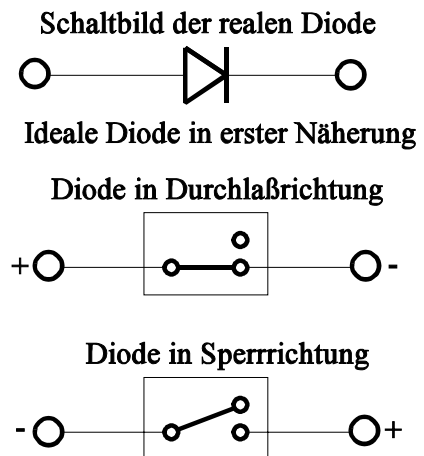 Schaltbild der realen Diode
Ideale Diode in erster Näherung
Diode in Durchlaßrichtung
+ -
Diode in Sperrrichtung
- +